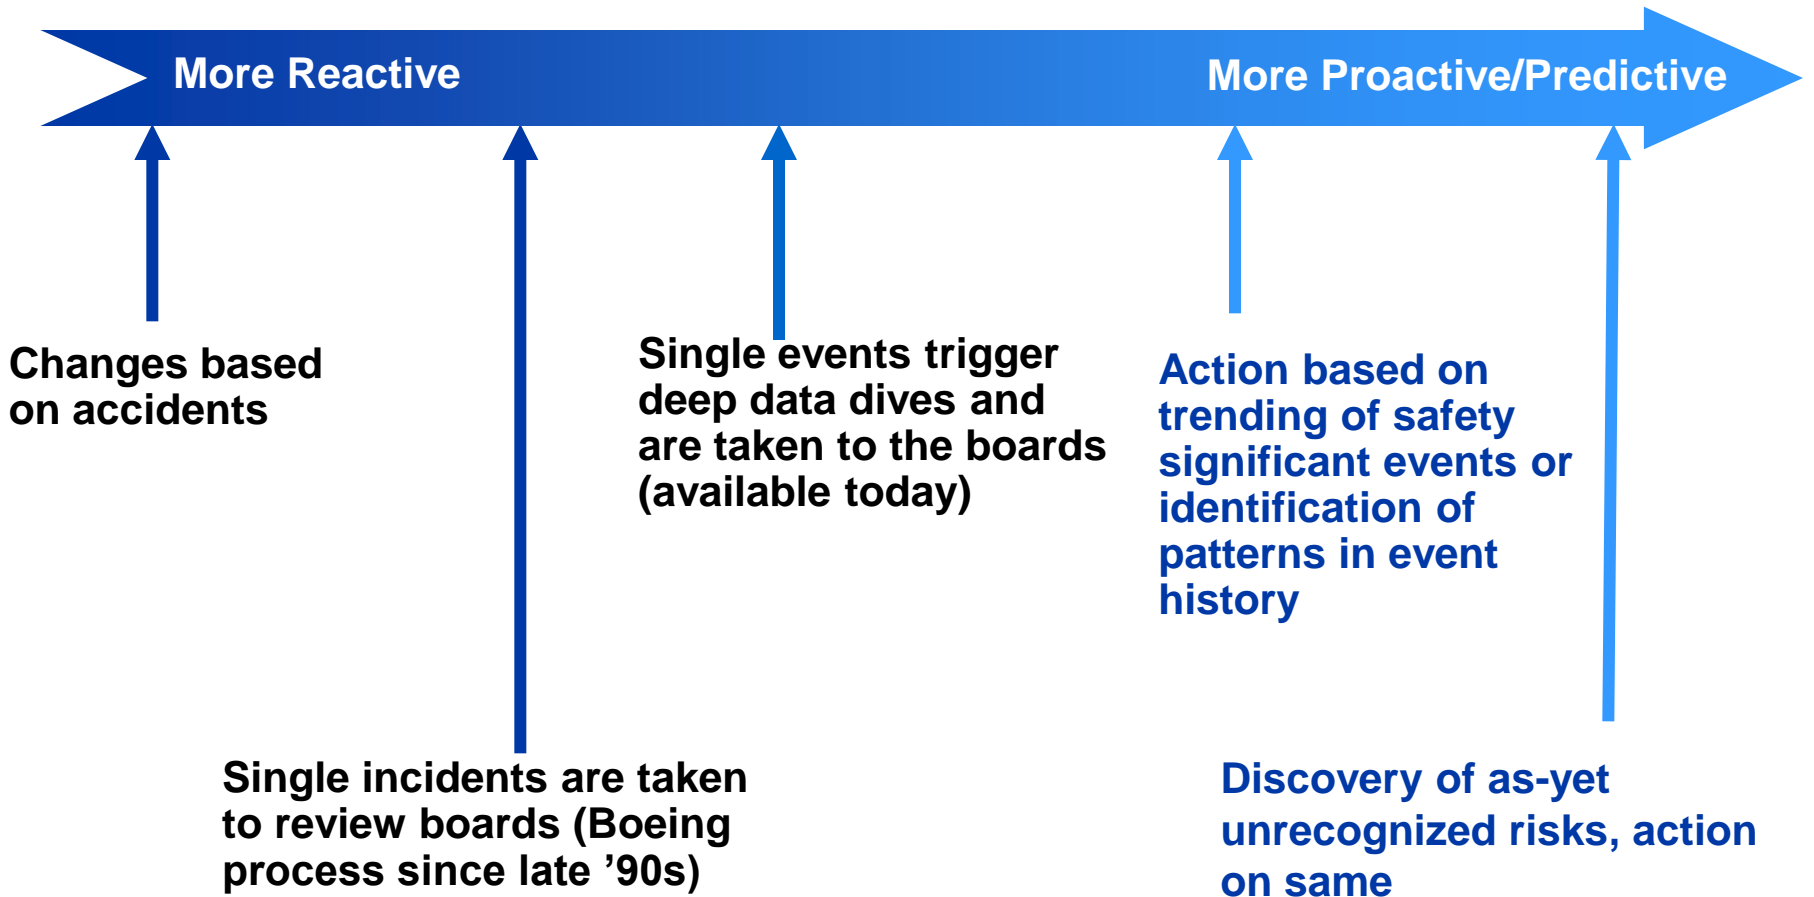 More Reactive
More Proactive/Predictive
Changes based
on accidents
Single incidents are taken
to review boards (Boeing
process since late ’90s)
Single events trigger
deep data dives and
are taken to the boards
(available today)
Action based on
trending of safety
significant events or
identification of
patterns in event
history
Discovery of as-yet
unrecognized risks, action
on same